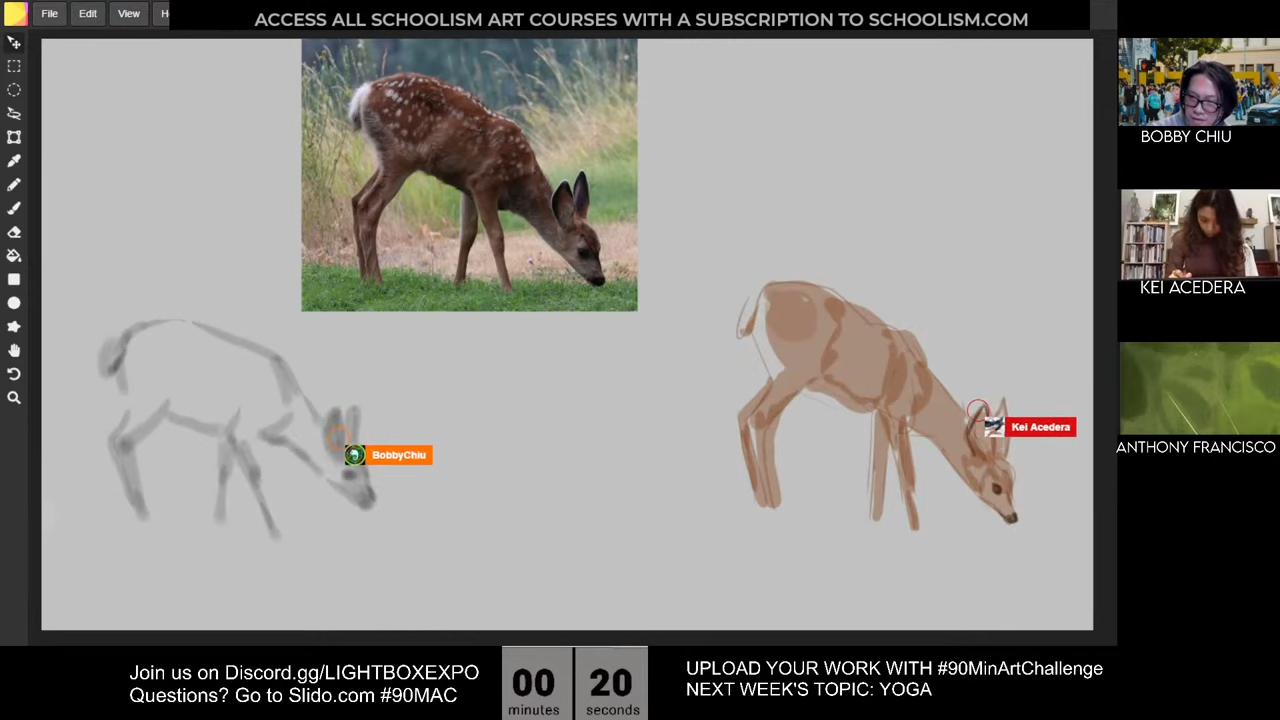 ACCESS ALL SCHOOLISM ART COURSES WITH A SUBSCRIPTION TO SCHOOLISM.COM
File Edit View H
BOBBY CHIU
KEI ACEDERA
Kei Acedera
ANTHONY FRANCISCO
BobbyChiu
Join us on Discord.gg/LIGHTBOXEXPO
Questions? Go to Slido.com #90MAC
00 20
minutes seconds
UPLOAD YOUR WORK WITH #90MinArtChallenge
NEXT WEEK'S TOPIC: YOGA